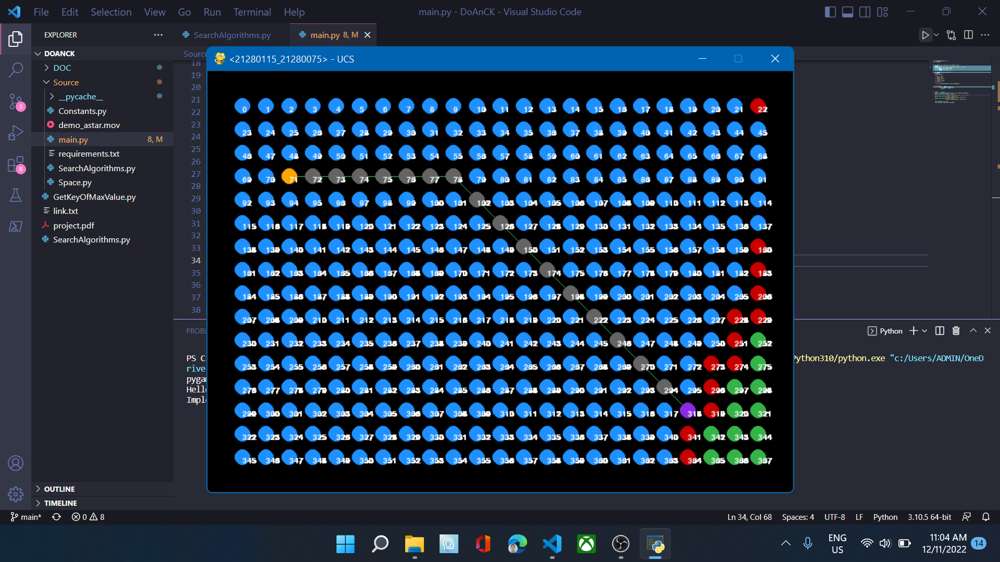 File Edit Selection View Go Run Terminal Help
main.py - DoAnCK - Visual Studio Code
EXPLORER
SearchAlgorithms.py
main.py 8, M
DOANCK
DOC
Source
__pycache__
Constants.py
demo_astar.mov
main.py 8, M
requirements.txt
SearchAlgorithms.py
Space.py
GetKeyOfMaxValue.py
link.txt
project.pdf
SearchAlgorithms.py
OUTLINE
TIMELINE
3
8
18
19
20
21
22
23
24
25
26
27
28
29
30
31
32
33
34
35
36
37
38
<21280115_21280075> - UCS
0 1 2 3 4 5 6 7 8 9 10 11 12 13 14 15 16 17 18 19 20 21 22
23 24 25 26 27 28 29 30 31 32 33 34 35 36 37 38 39 40 41 42 43 44 45
46 47 48 49 50 51 52 53 54 55 56 57 58 59 60 61 62 63 64 65 66 67 68
69 70 71 72 73 74 75 76 77 78 79 80 81 82 83 84 85 86 87 88 89 90 91
92 93 94 95 96 97 98 99 100 101 102 103 104 105 106 107 108 109 110 111 112 113 114
115 116 117 118 119 120 121 122 123 124 125 126 127 128 129 130 131 132 133 134 135 136 137
138 139 140 141 142 143 144 145 146 147 148 149 150 151 152 153 154 155 156 157 158 159 160
161 162 163 164 165 166 167 168 169 170 171 172 173 174 175 176 177 178 179 180 181 182 183
184 185 186 187 188 189 190 191 192 193 194 195 196 197 198 199 200 201 202 203 204 205 206
207 208 209 210 211 212 213 214 215 216 217 218 219 220 221 222 223 224 225 226 227 228 229
230 231 232 233 234 235 236 237 238 239 240 241 242 243 244 245 246 247 248 249 250 251 252
253 254 255 256 257 258 259 260 261 262 263 264 265 266 267 268 269 270 271 272 273 274 275
276 277 278 279 280 281 282 283 284 285 286 287 288 289 290 291 292 293 294 295 296 297 298
299 300 301 302 303 304 305 306 307 308 309 310 311 312 313 314 315 316 317 318 319 320 321
322 323 324 325 326 327 328 329 330 331 332 333 334 335 336 337 338 339 340 341 342 343 344
345 346 347 348 349 350 351 352 353 354 355 356 357 358 359 360 361 362 363 364 365 366 367
Python
PS C
Python310/python.exe "c:/Users/ADMIN/OneD
rive
main* 0 8
Ln 34, Col 68 Spaces: 4 UTF-8 LF Python 3.10.5 64-bit
ENG
US
11:04 AM
12/11/2022
14